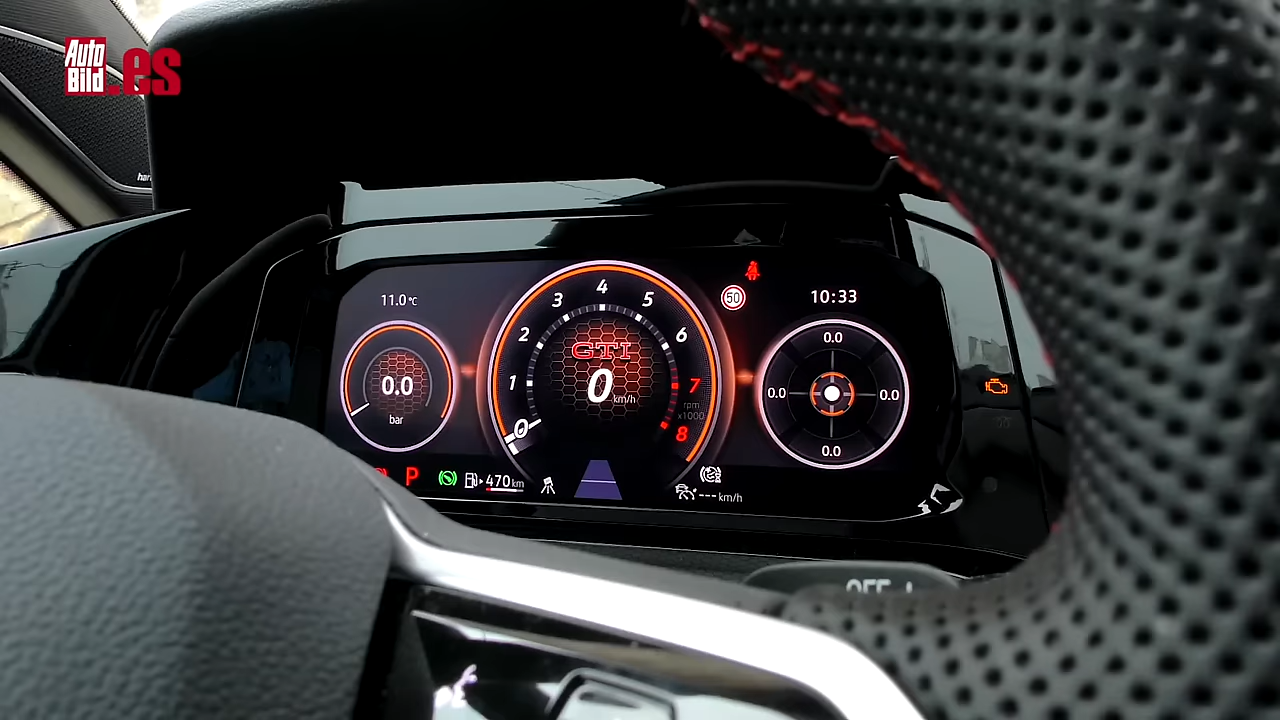 Auto
Bild.es
11.0°C
10:33
50
0.0
bar
0
1
2
3
4
5
6
7
8
rpm
x1000
GTI
0
km/h
0.0
0.0
0.0
0.0
P
470 km
--- km/h
OFF